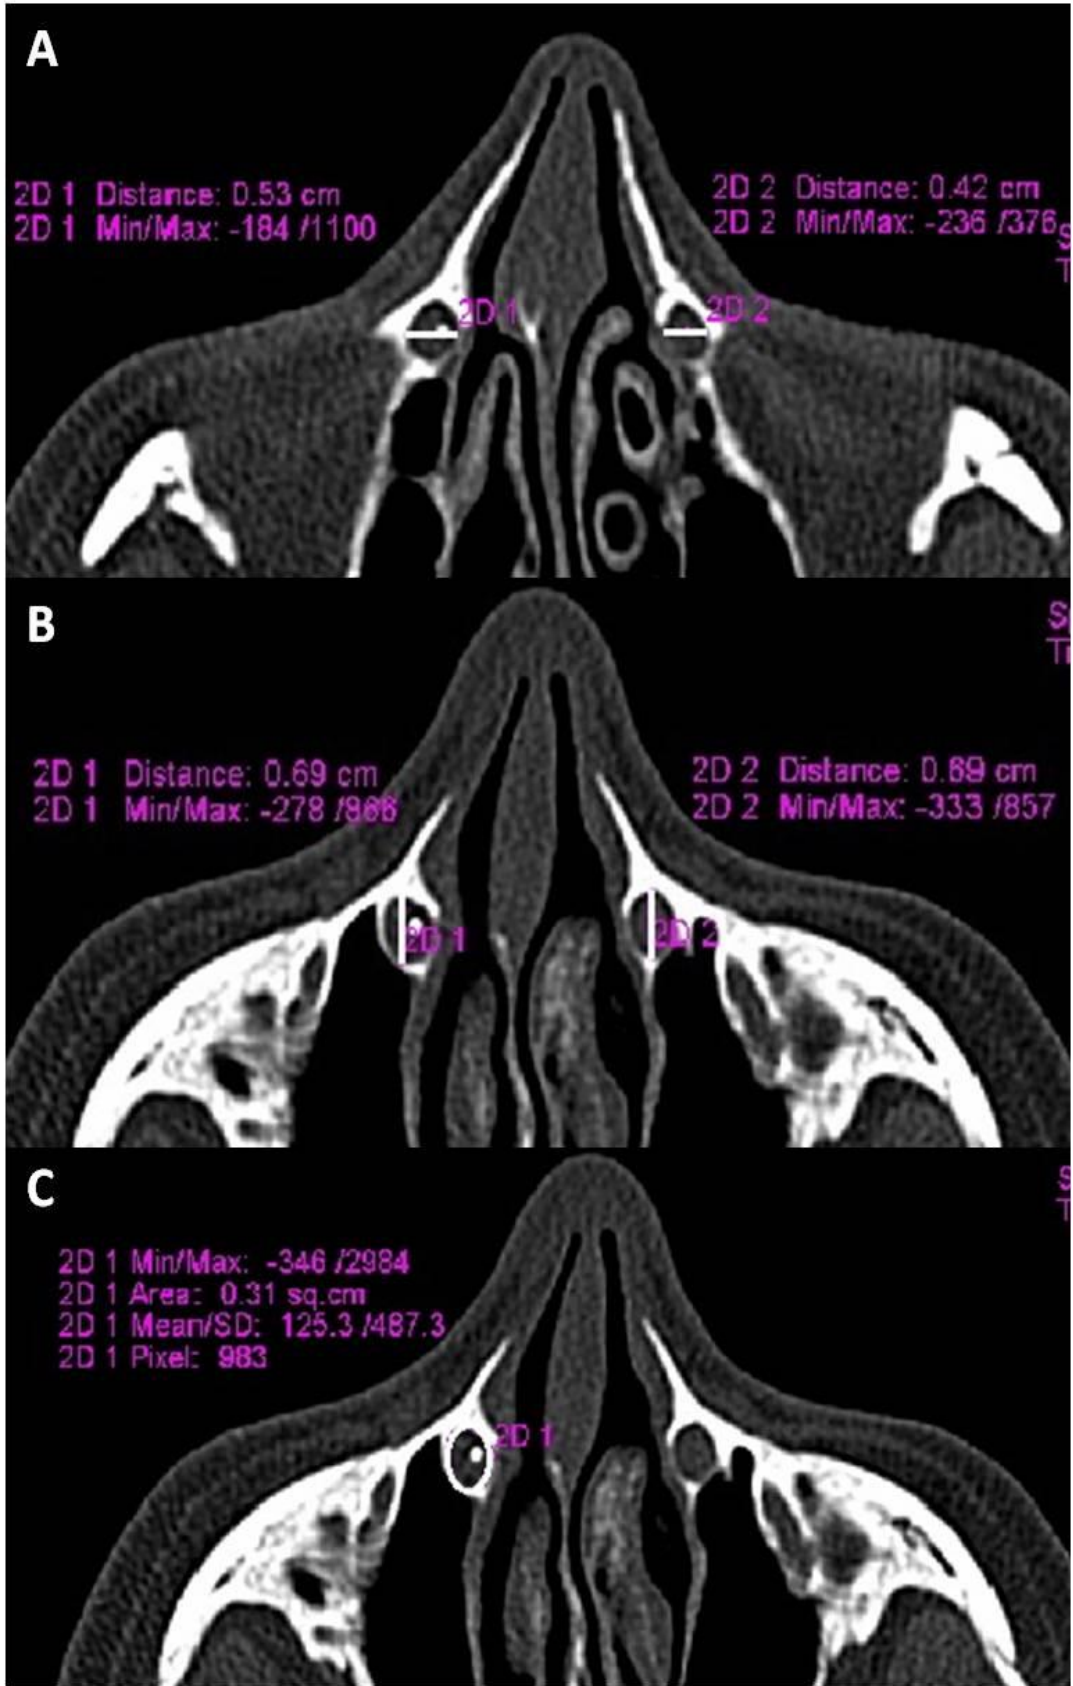 A
2D 1 Distance: 0.53 cm
2D 1 Min/Max: -184 /1100
2D 2 Distance: 0.42 cm
2D 2 Min/Max: -236 /376
S
T
2D 1
2D 2
B
S
Tr
2D 1 Distance: 0.69 cm
2D 1 Min/Max: -278 /866
2D 2 Distance: 0.69 cm
2D 2 Min/Max: -333 /857
2D 1
2D 2
C
S
T
2D 1 Min/Max: -346 /2984
2D 1 Area: 0.31 sq.cm
2D 1 Mean/SD: 125.3 /487.3
2D 1 Pixel: 983
2D 1